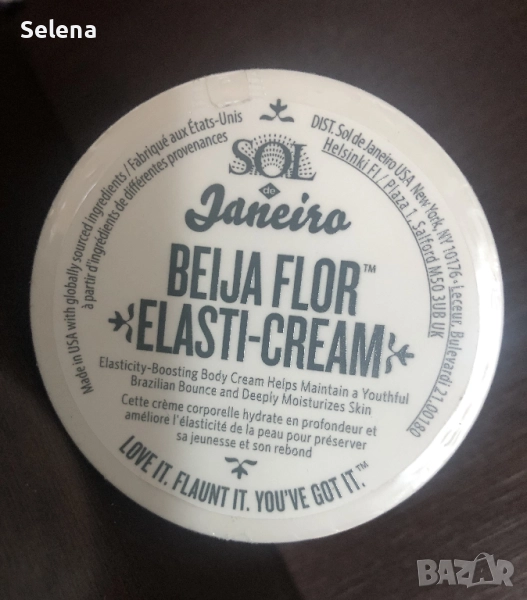 Selena
Made in USA with globally sourced ingredients / Fabriqué aux États-Unis
à partir d'ingrédients de différentes provenances
DIST. Sol de Janeiro USA New York, NY 10176
Helsinki FI / Plaza 1, Salford M50 3UB UK
SOL
de
Janeiro
BEIJA FLOR™
ELASTI-CREAM
Elasticity-Boosting Body Cream Helps Maintain a Youthful
Brazilian Bounce and Deeply Moisturizes Skin
Cette crème corporelle hydrate en profondeur et
améliore l'élasticité de la peau pour préserver
sa jeunesse et son rebond
LOVE IT. FLAUNT IT. YOU'VE GOT IT.™
BAZAR